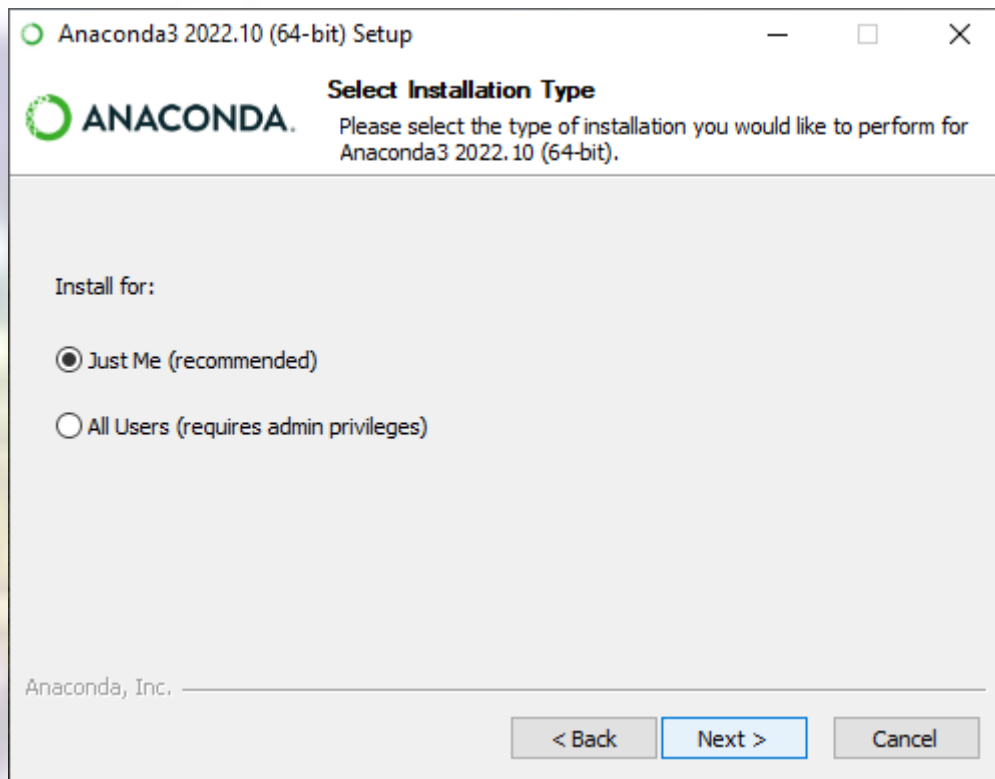 Anaconda3 2022.10 (64-bit) Setup
ANACONDA.
Select Installation Type
Please select the type of installation you would like to perform for
Anaconda3 2022.10 (64-bit).
Install for:
Just Me (recommended)
All Users (requires admin privileges)
Anaconda, Inc.
< Back
Next >
Cancel